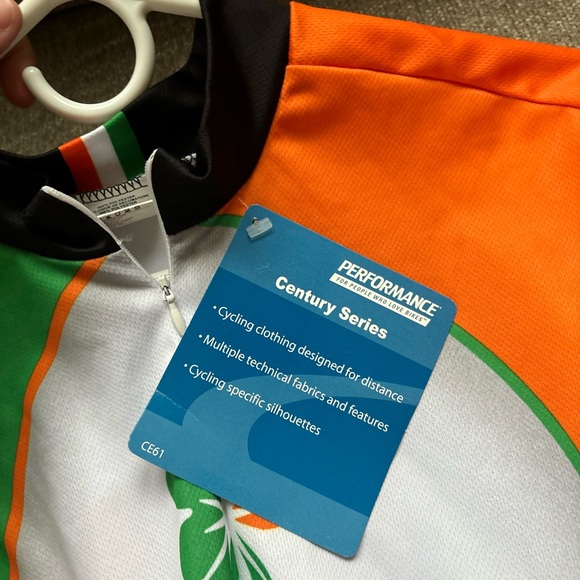 PERFORMANCE
FOR PEOPLE WHO LOVE BIKES™
Century Series
• Cycling clothing designed for distance
• Multiple technical fabrics and features
• Cycling specific silhouettes
CE61